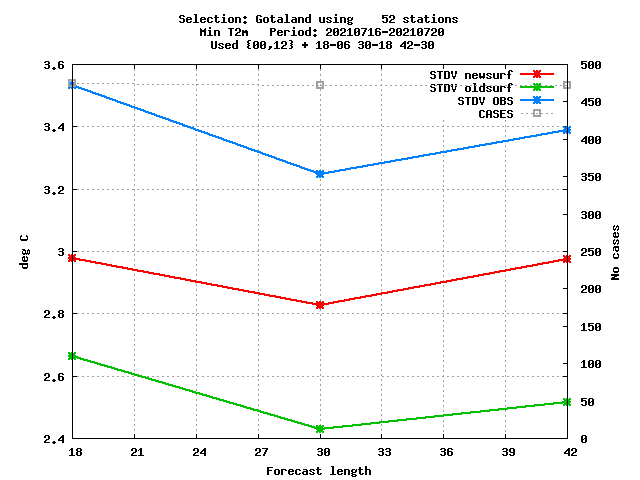 Selection: Gotaland using    52 stations
Min T2m   Period: 20210716-20210720
Used {00,12} + 18-06 30-18 42-30
STDV newsurf
STDV oldsurf
STDV OBS
CASES
deg C
3.6
3.4
3.2
3
2.8
2.6
2.4
500
450
400
350
300
250
200
150
100
50
0
No cases
18 21 24 27 30 33 36 39 42
Forecast length